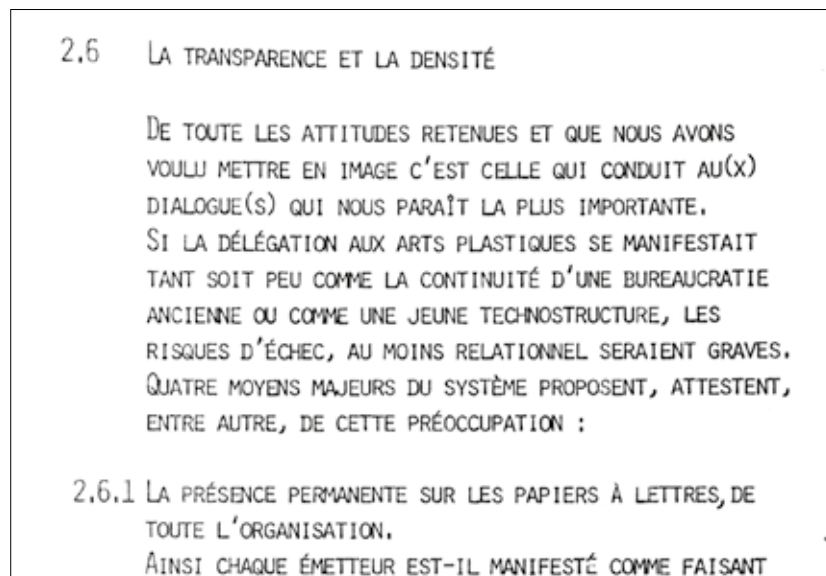 2.6 LA TRANSPARENCE ET LA DENSITÉ
DE TOUTE LES ATTITUDES RETENUES ET QUE NOUS AVONS
VOULU METTRE EN IMAGE C'EST CELLE QUI CONDUIT AU(X)
DIALOGUE(S) QUI NOUS PARAÎT LA PLUS IMPORTANTE.
SI LA DÉLÉGATION AUX ARTS PLASTIQUES SE MANIFESTAIT
TANT SOIT PEU COMME LA CONTINUITÉ D'UNE BUREAUCRATIE
ANCIENNE OU COMME UNE JEUNE TECHNOSTRUCTURE, LES
RISQUES D'ÉCHEC, AU MOINS RELATIONNEL SERAIENT GRAVES.
QUATRE MOYENS MAJEURS DU SYSTÈME PROPOSENT, ATTESTENT,
ENTRE AUTRE, DE CETTE PRÉOCCUPATION :
2.6.1 LA PRÉSENCE PERMANENTE SUR LES PAPIERS À LETTRES, DE
TOUTE L'ORGANISATION.
AINSI CHAQUE ÉMETTEUR EST-IL MANIFESTÉ COMME FAISANT